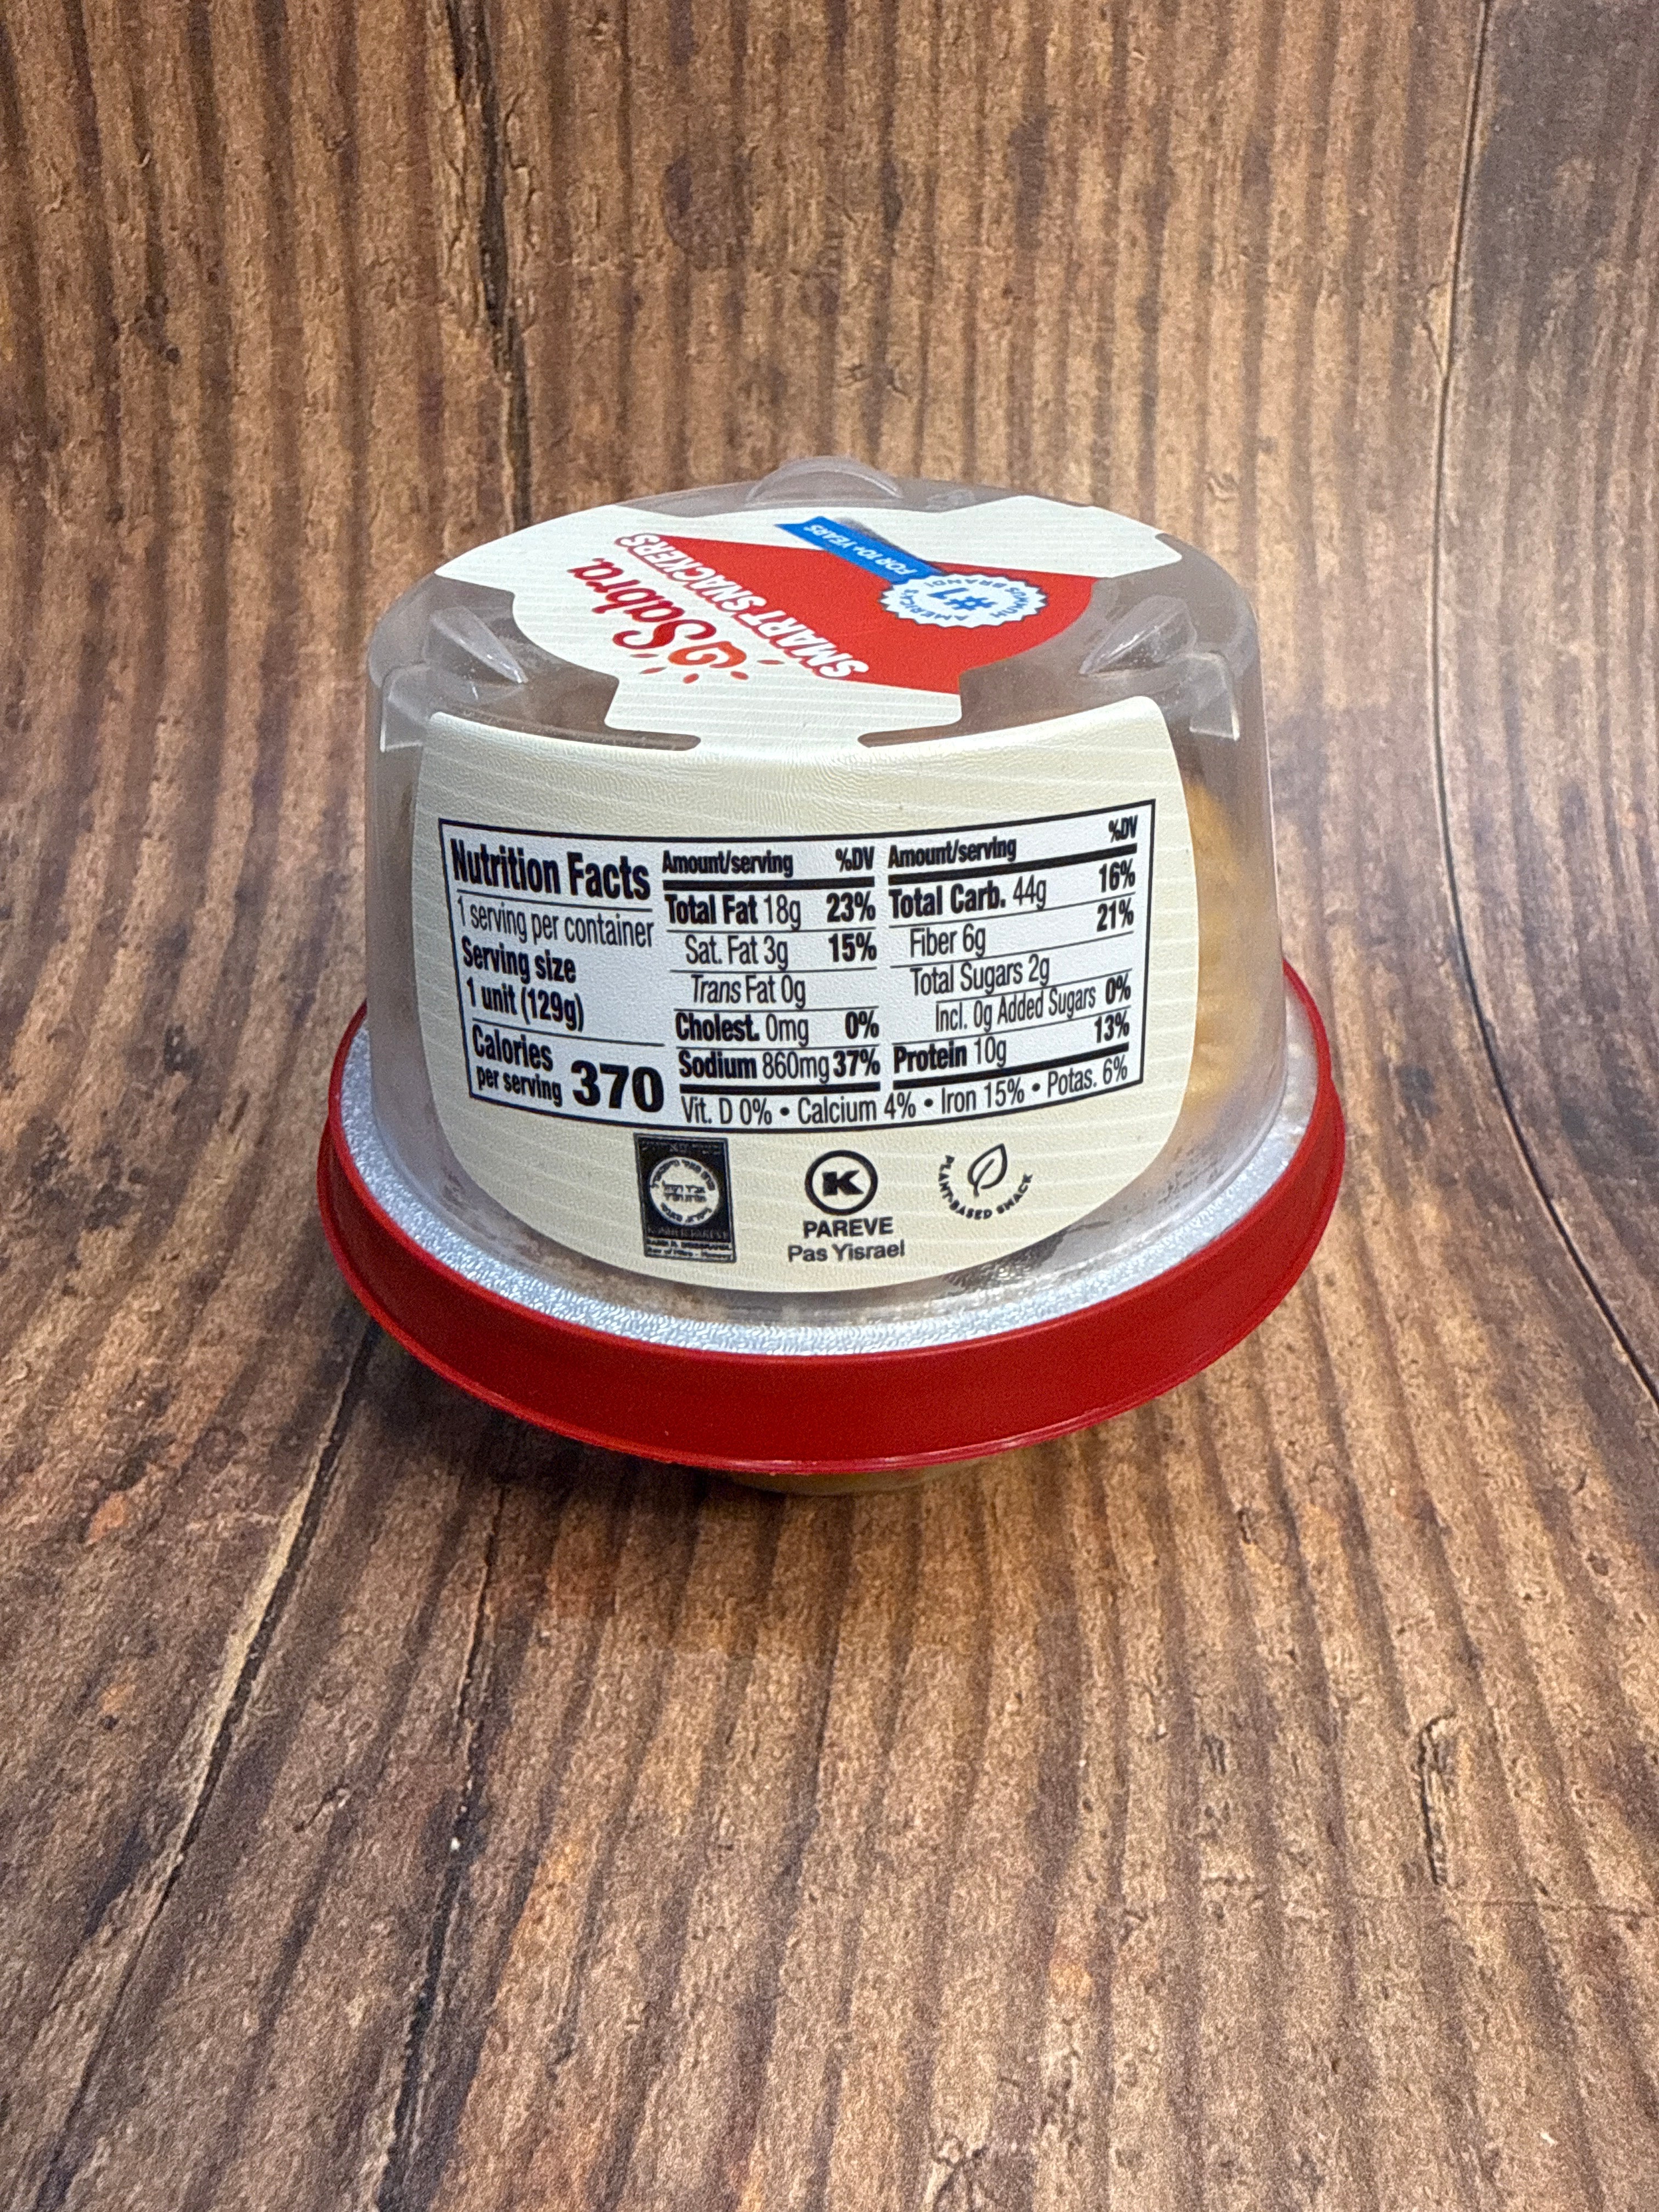 Sabra.
SMART SNACKERS
AMERICA'S
#1
HUMMUS BRAND!
FOR 10+ YEARS
Nutrition Facts
1 serving per container
Serving size
1 unit (129g)
Calories
per serving 370
Amount/serving %DV
Total Fat 18g 23%
Sat. Fat 3g 15%
Trans Fat 0g
Cholest. 0mg 0%
Sodium 860mg 37%
Amount/serving %DV
Total Carb. 44g 16%
Fiber 6g 21%
Total Sugars 2g
Incl. 0g Added Sugars 0%
Protein 10g 13%
Vit. D 0% • Calcium 4% • Iron 15% • Potas. 6%
K
PAREVE
Pas Yisrael
PLANT-BASED SNACK